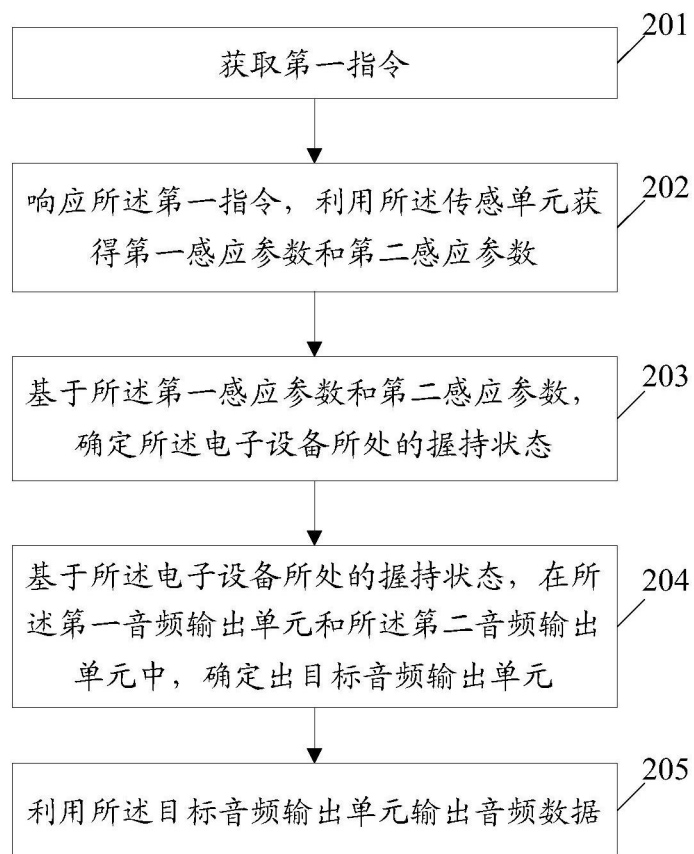 201
获取第一指令
202
响应所述第一指令，利用所述传感单元获
得第一感应参数和第二感应参数
203
基于所述第一感应参数和第二感应参数，
确定所述电子设备所处的握持状态
204
基于所述电子设备所处的握持状态，在所
述第一音频输出单元和所述第二音频输出
单元中，确定出目标音频输出单元
205
利用所述目标音频输出单元输出音频数据